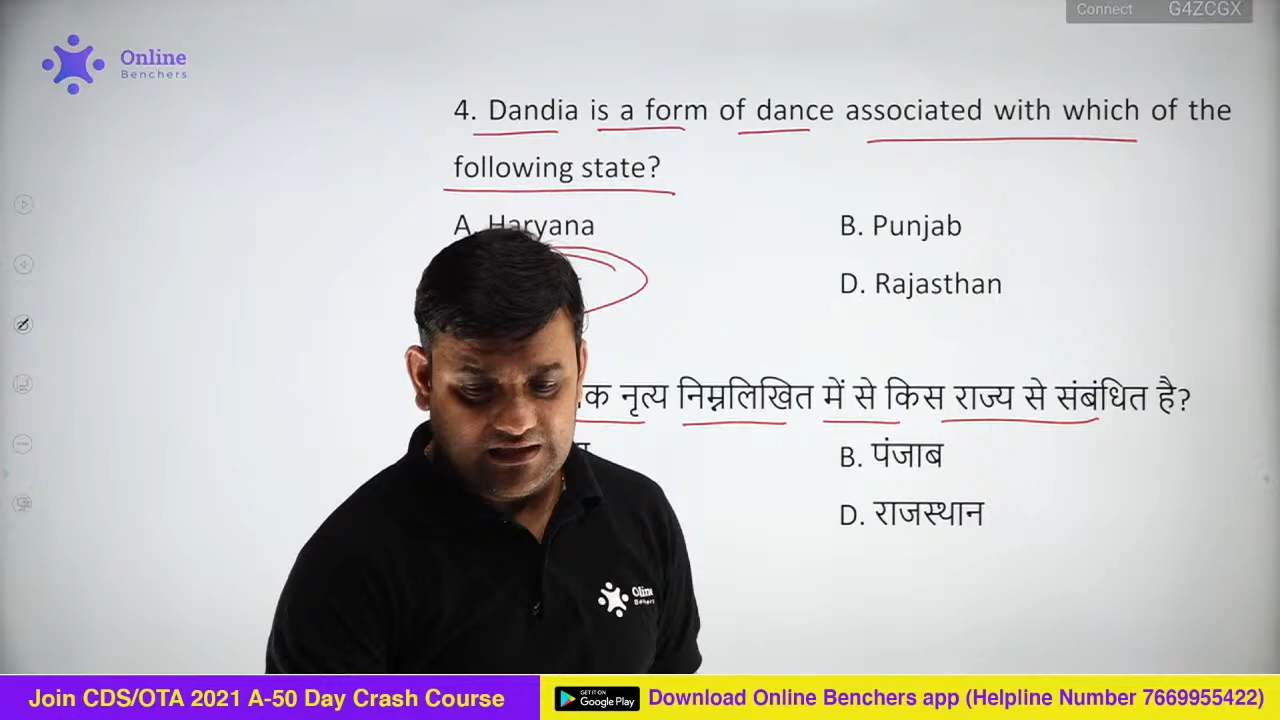 Connect G4ZCGX
Online
Benchers
4. Dandia is a form of dance associated with which of the
following state?
A. Haryana
B. Punjab
D. Rajasthan
नृत्य निम्नलिखित में से किस राज्य से संबंधित है?
B. पंजाब
D. राजस्थान
Oline
Join CDS/OTA 2021 A-50 Day Crash Course
GET IT ON
Google Play
Download Online Benchers app (Helpline Number 7669955422)